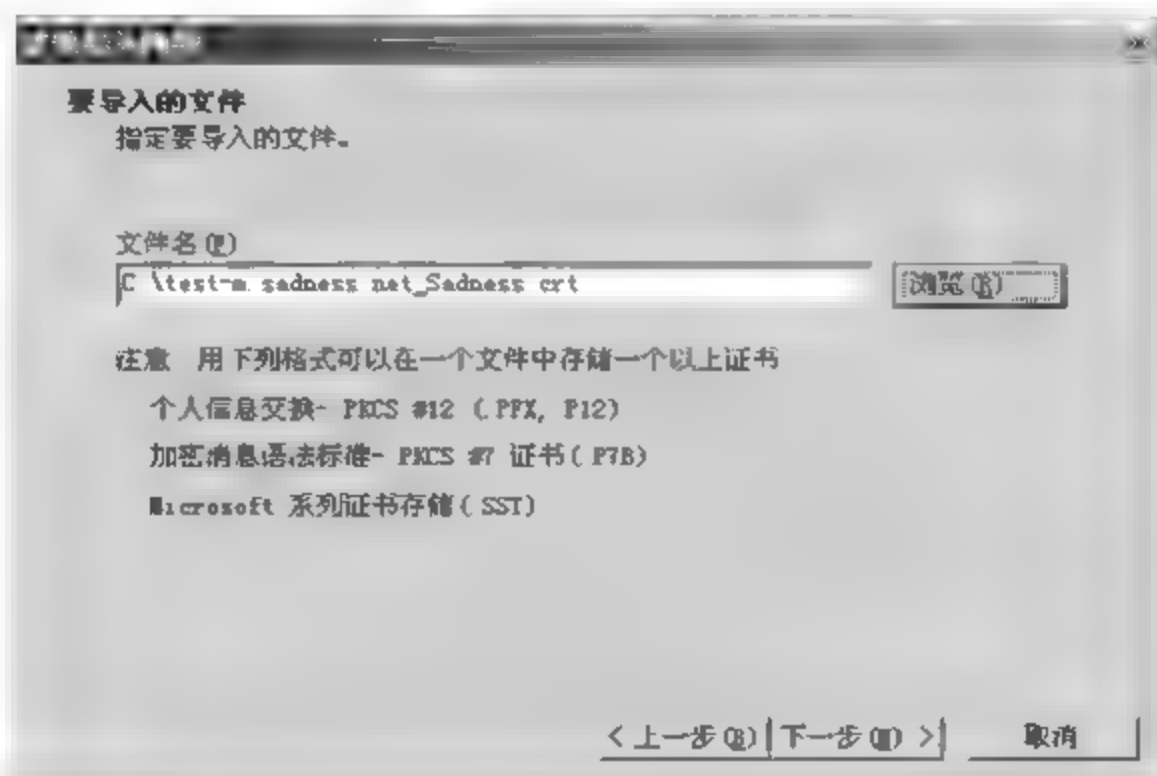 要导入的文件
指定要导入的文件。
文件名(F)
C \test-m sadness net_Sadness crt
浏览(R)
注意 用下列格式可以在一个文件中存储一个以上证书
个人信息交换- PKCS #12 (.PFX, P12)
加密消息语法标准- PKCS #7 证书( P7B)
Microsoft 系列证书存储( SST)
< 上一步(B) 下一步(N) > 取消